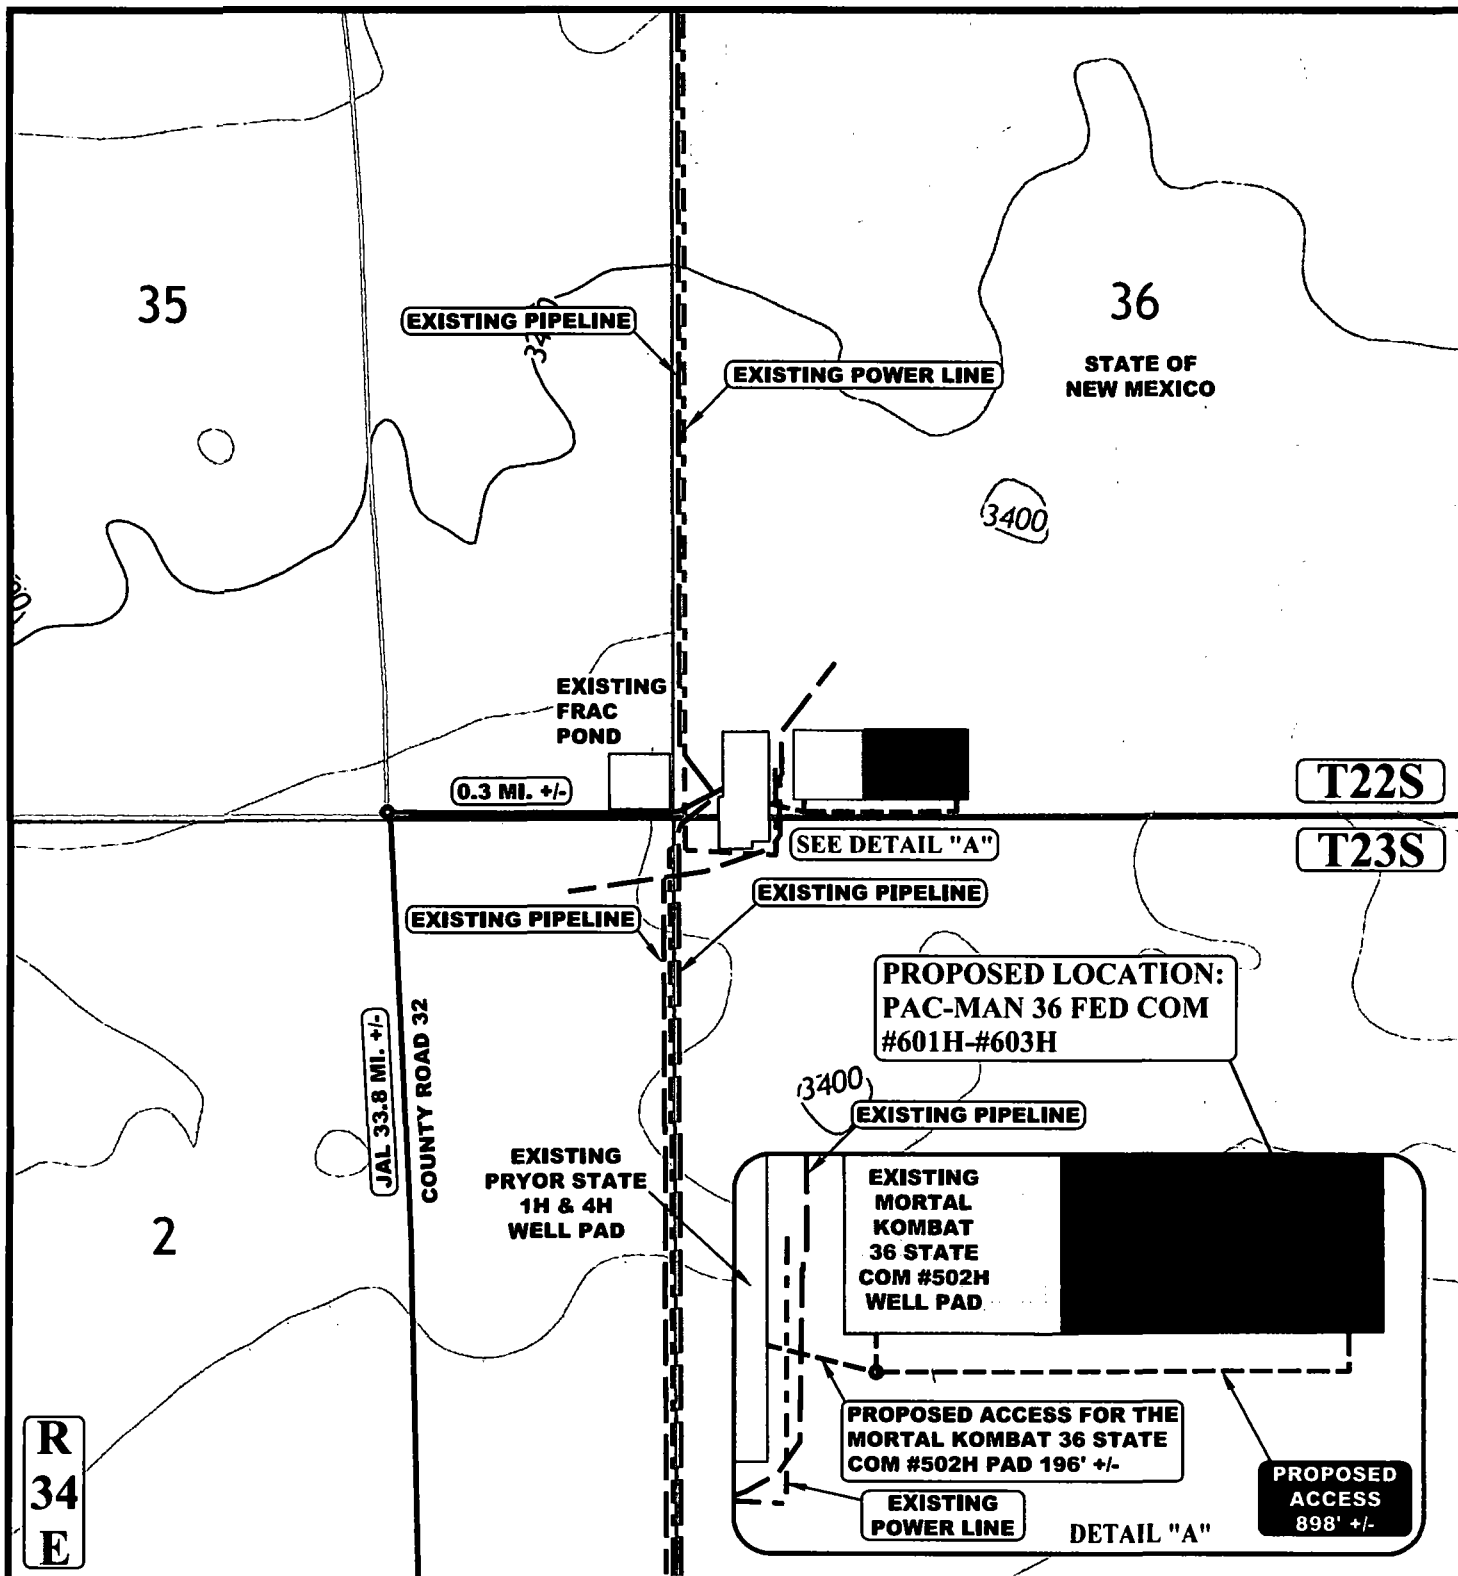 35
36
STATE OF
NEW MEXICO
EXISTING PIPELINE
EXISTING POWER LINE
3400
EXISTING
FRAC
POND
0.3 MI. +/-
T22S
T23S
SEE DETAIL "A"
EXISTING PIPELINE
EXISTING PIPELINE
PROPOSED LOCATION:
PAC-MAN 36 FED COM
#601H-#603H
JAL 33.8 MI. +/-
COUNTY ROAD 32
3400
EXISTING PIPELINE
EXISTING
PRYOR STATE
1H & 4H
WELL PAD
2
EXISTING
MORTAL
KOMBAT
36 STATE
COM #502H
WELL PAD
PROPOSED ACCESS FOR THE
MORTAL KOMBAT 36 STATE
COM #502H PAD 196' +/-
EXISTING
POWER LINE
PROPOSED
ACCESS
898' +/-
DETAIL "A"
R
34
E